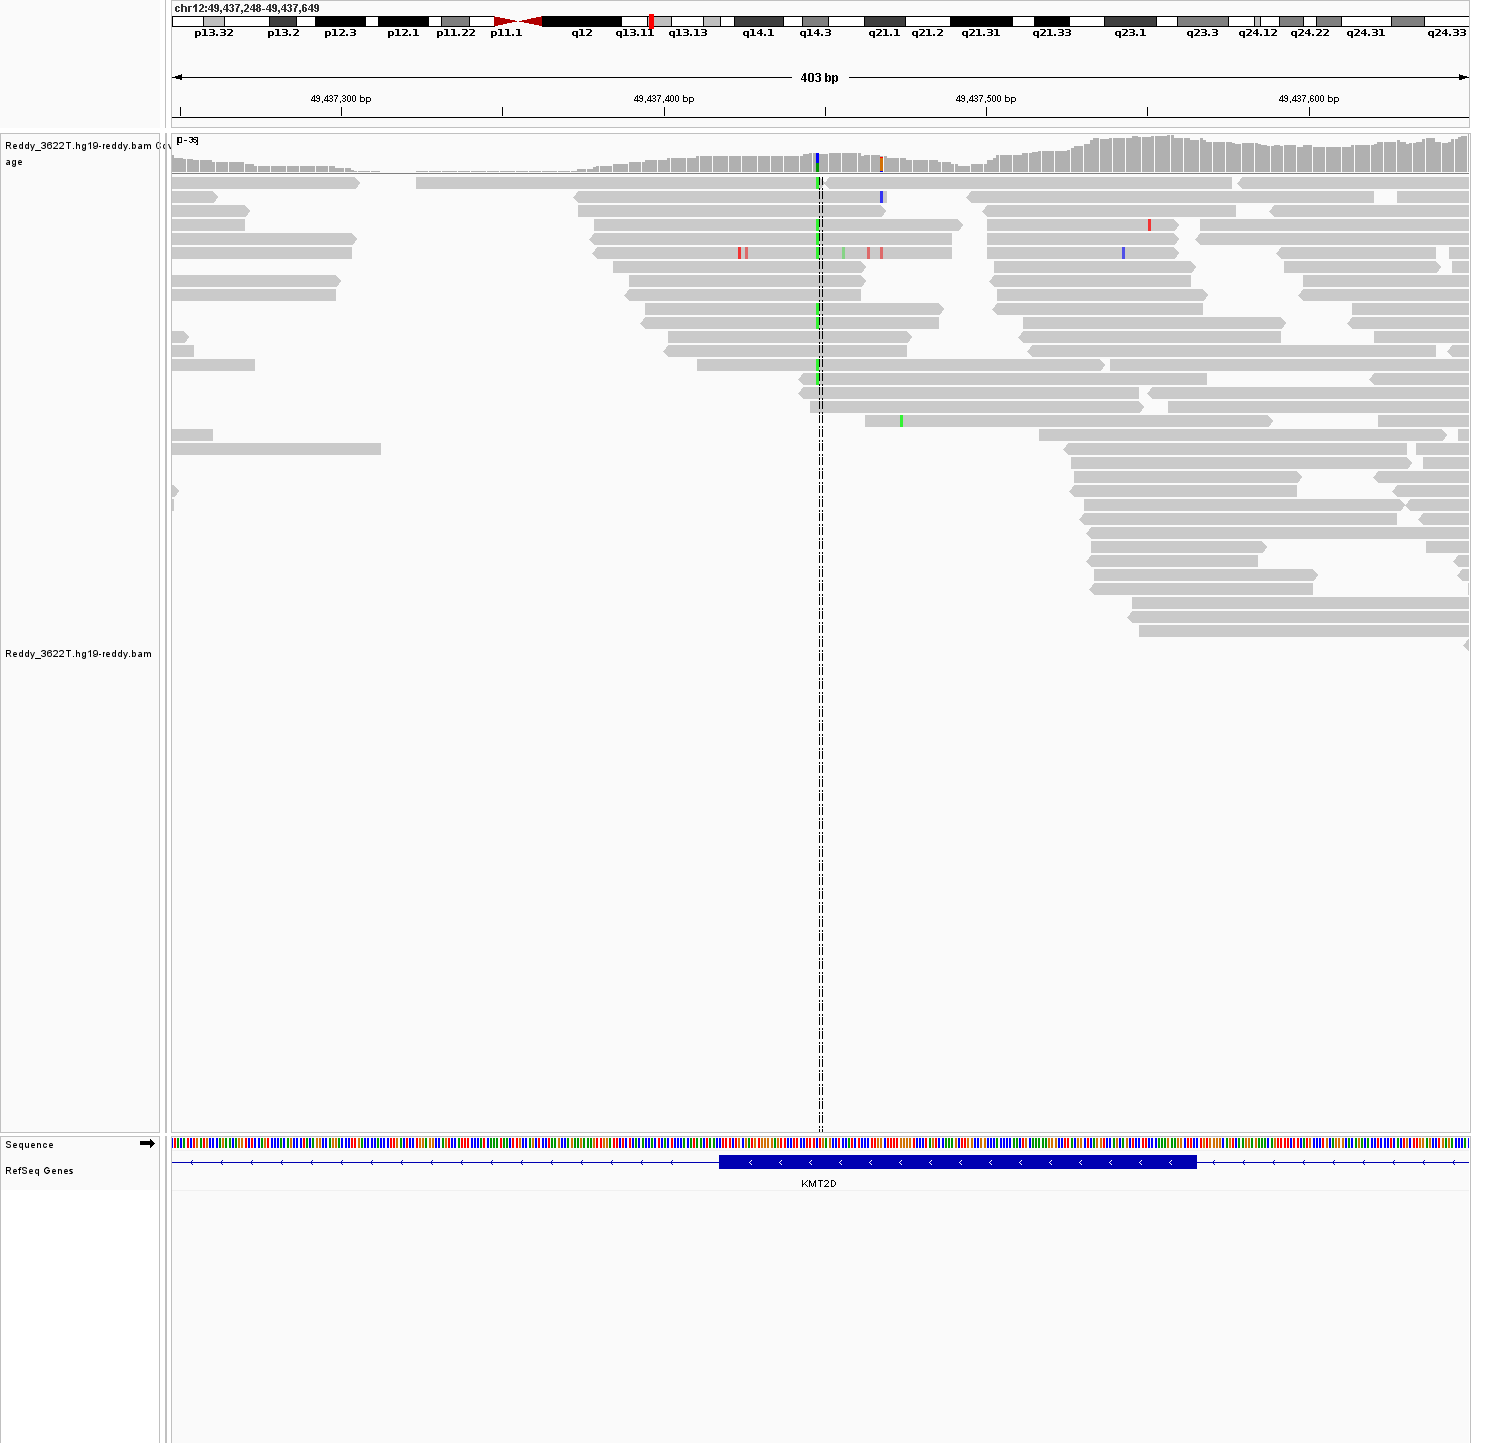 chr12:49,437,248-49,437,649
p13.32 p13.2 p12.3 p12.1 p11.22 p11.1 q12 q13.11 q13.13 q14.1 q14.3 q21.1 q21.2 q21.31 q21.33 q23.1 q23.3 q24.12 q24.22 q24.31 q24.33
403 bp
49,437,300 bp 49,437,400 bp 49,437,500 bp 49,437,600 bp
Reddy_3622T.hg19-reddy.bam Cov
age
[0-36]
Reddy_3622T.hg19-reddy.bam
Sequence
RefSeq Genes
KMT2D